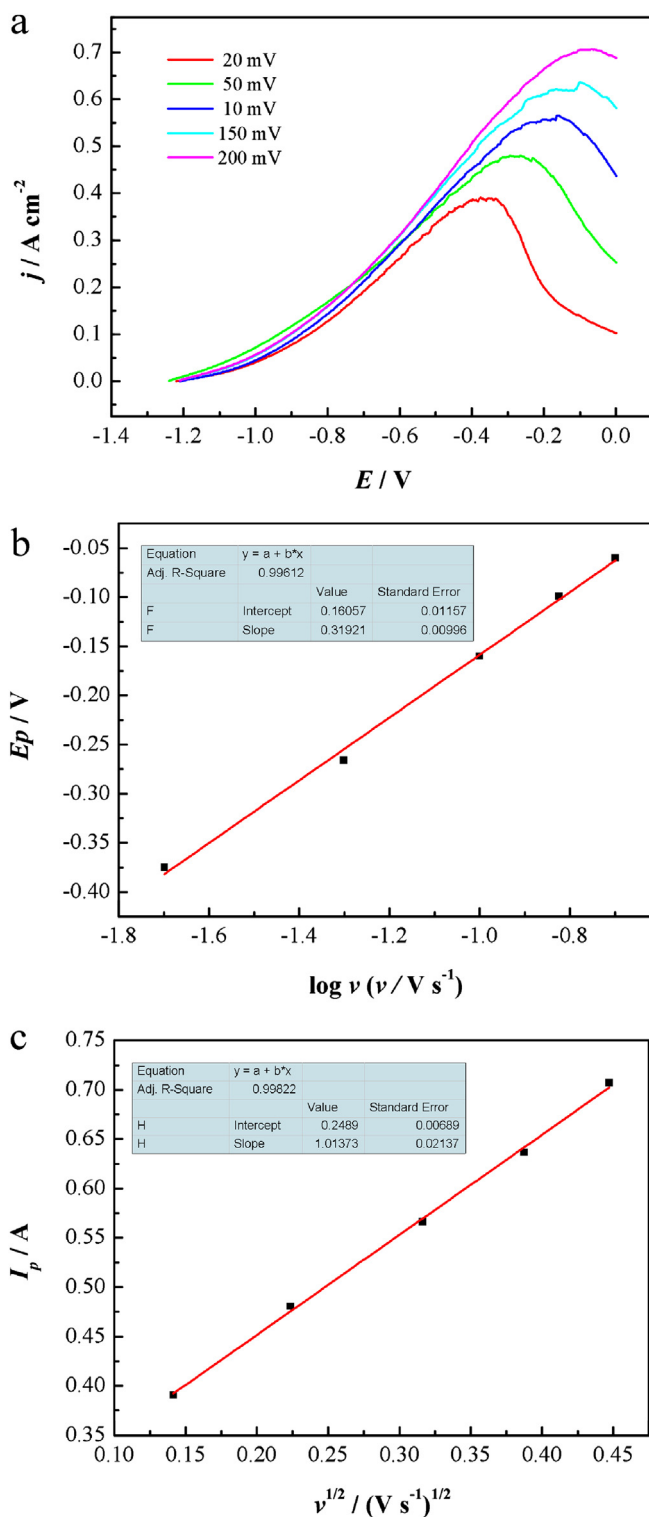 a
0.7
0.6
0.5
0.4
0.3
0.2
0.1
0.0
j / A cm-2
20 mV
50 mV
10 mV
150 mV
200 mV
-1.4 -1.2 -1.0 -0.8 -0.6 -0.4 -0.2 0.0
E / V
b
-0.05
-0.10
-0.15
-0.20
-0.25
-0.30
-0.35
-0.40
Ep / V
Equation y = a + b*x
Adj. R-Square 0.99612
Value Standard Error
F Intercept 0.16057 0.01157
F Slope 0.31921 0.00996
-1.8 -1.6 -1.4 -1.2 -1.0 -0.8
log v (v / V s-1)
c
0.75
0.70
0.65
0.60
0.55
0.50
0.45
0.40
0.35
Ip / A
Equation y = a + b*x
Adj. R-Square 0.99822
Value Standard Error
H Intercept 0.2489 0.00689
H Slope 1.01373 0.02137
0.10 0.15 0.20 0.25 0.30 0.35 0.40 0.45
v1/2 / (V s-1)1/2